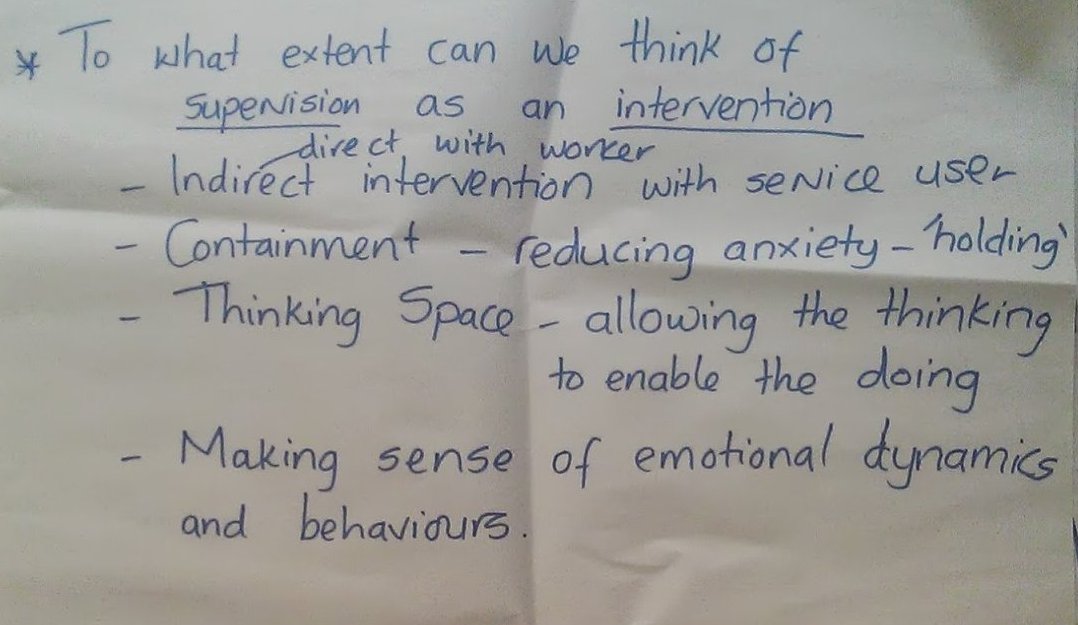 * To what extent can we think of
supervision as an intervention
direct with worker
- Indirect intervention with service user
- Containment - reducing anxiety - 'holding'
- Thinking Space - allowing the thinking
to enable the doing
- Making sense of emotional dynamics
and behaviours.